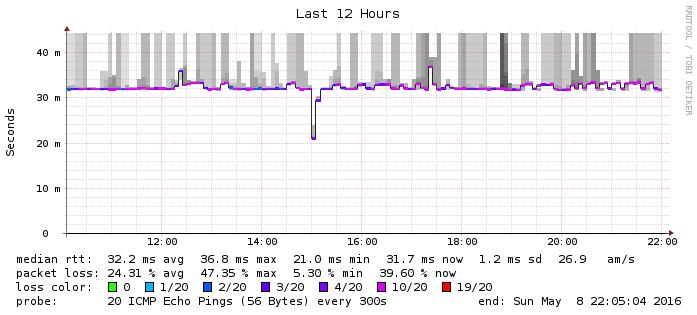 Last 12 Hours
RRDTOOL / TOBI OETIKER
Seconds
40 m
30 m
20 m
10 m
0
12:00 14:00 16:00 18:00 20:00 22:00
median rtt: 32.2 ms avg 36.8 ms max 21.0 ms min 31.7 ms now 1.2 ms sd 26.9 am/s
packet loss: 24.31 % avg 47.35 % max 5.30 % min 39.60 % now
loss color: 0 1/20 2/20 3/20 4/20 10/20 19/20
probe: 20 ICMP Echo Pings (56 Bytes) every 300s end: Sun May 8 22:05:04 2016